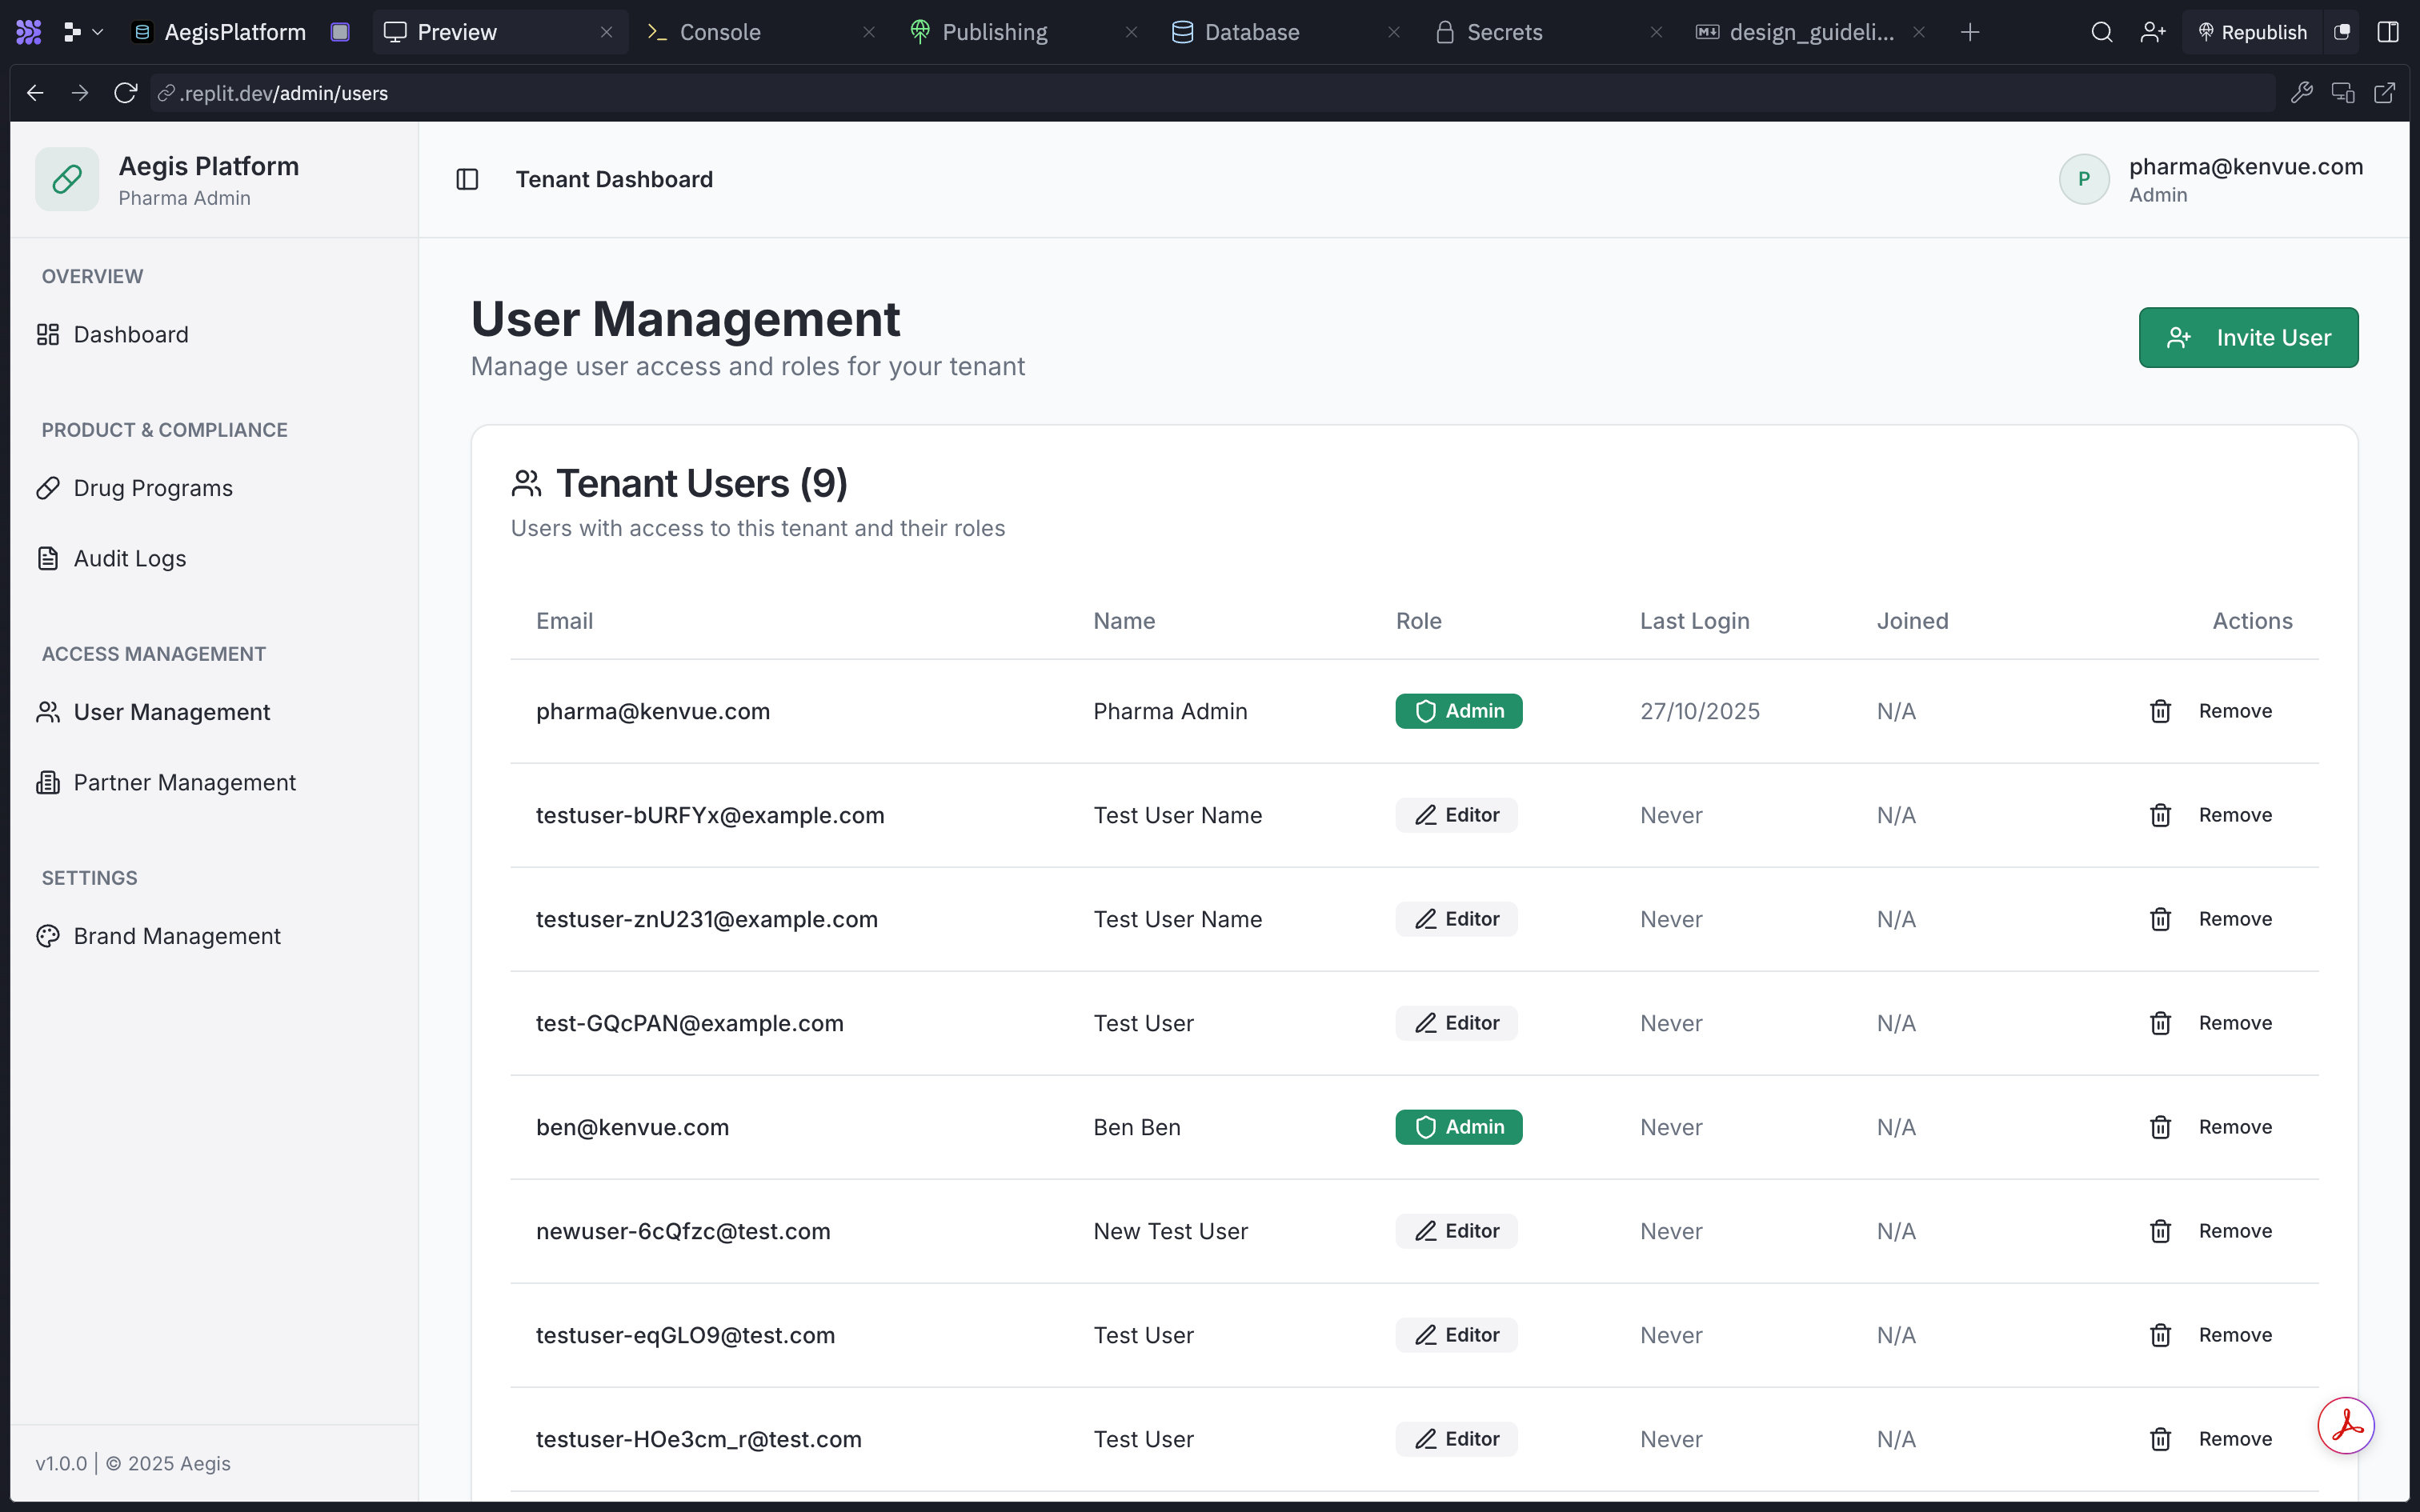 AegisPlatform Preview Console Publishing Database Secrets design_guideli... Republish
.replit.dev/admin/users
Aegis Platform
Pharma Admin
OVERVIEW
Dashboard
PRODUCT & COMPLIANCE
Drug Programs
Audit Logs
ACCESS MANAGEMENT
User Management
Partner Management
SETTINGS
Brand Management
v1.0.0 | © 2025 Aegis
Tenant Dashboard
P
pharma@kenvue.com
Admin
User Management
Manage user access and roles for your tenant
Invite User
Tenant Users (9)
Users with access to this tenant and their roles
Email Name Role Last Login Joined Actions
pharma@kenvue.com Pharma Admin Admin 27/10/2025 N/A Remove
testuser-bURFYx@example.com Test User Name Editor Never N/A Remove
testuser-znU231@example.com Test User Name Editor Never N/A Remove
test-GQcPAN@example.com Test User Editor Never N/A Remove
ben@kenvue.com Ben Ben Admin Never N/A Remove
newuser-6cQfzc@test.com New Test User Editor Never N/A Remove
testuser-eqGLO9@test.com Test User Editor Never N/A Remove
testuser-HOe3cm_r@test.com Test User Editor Never N/A Remove